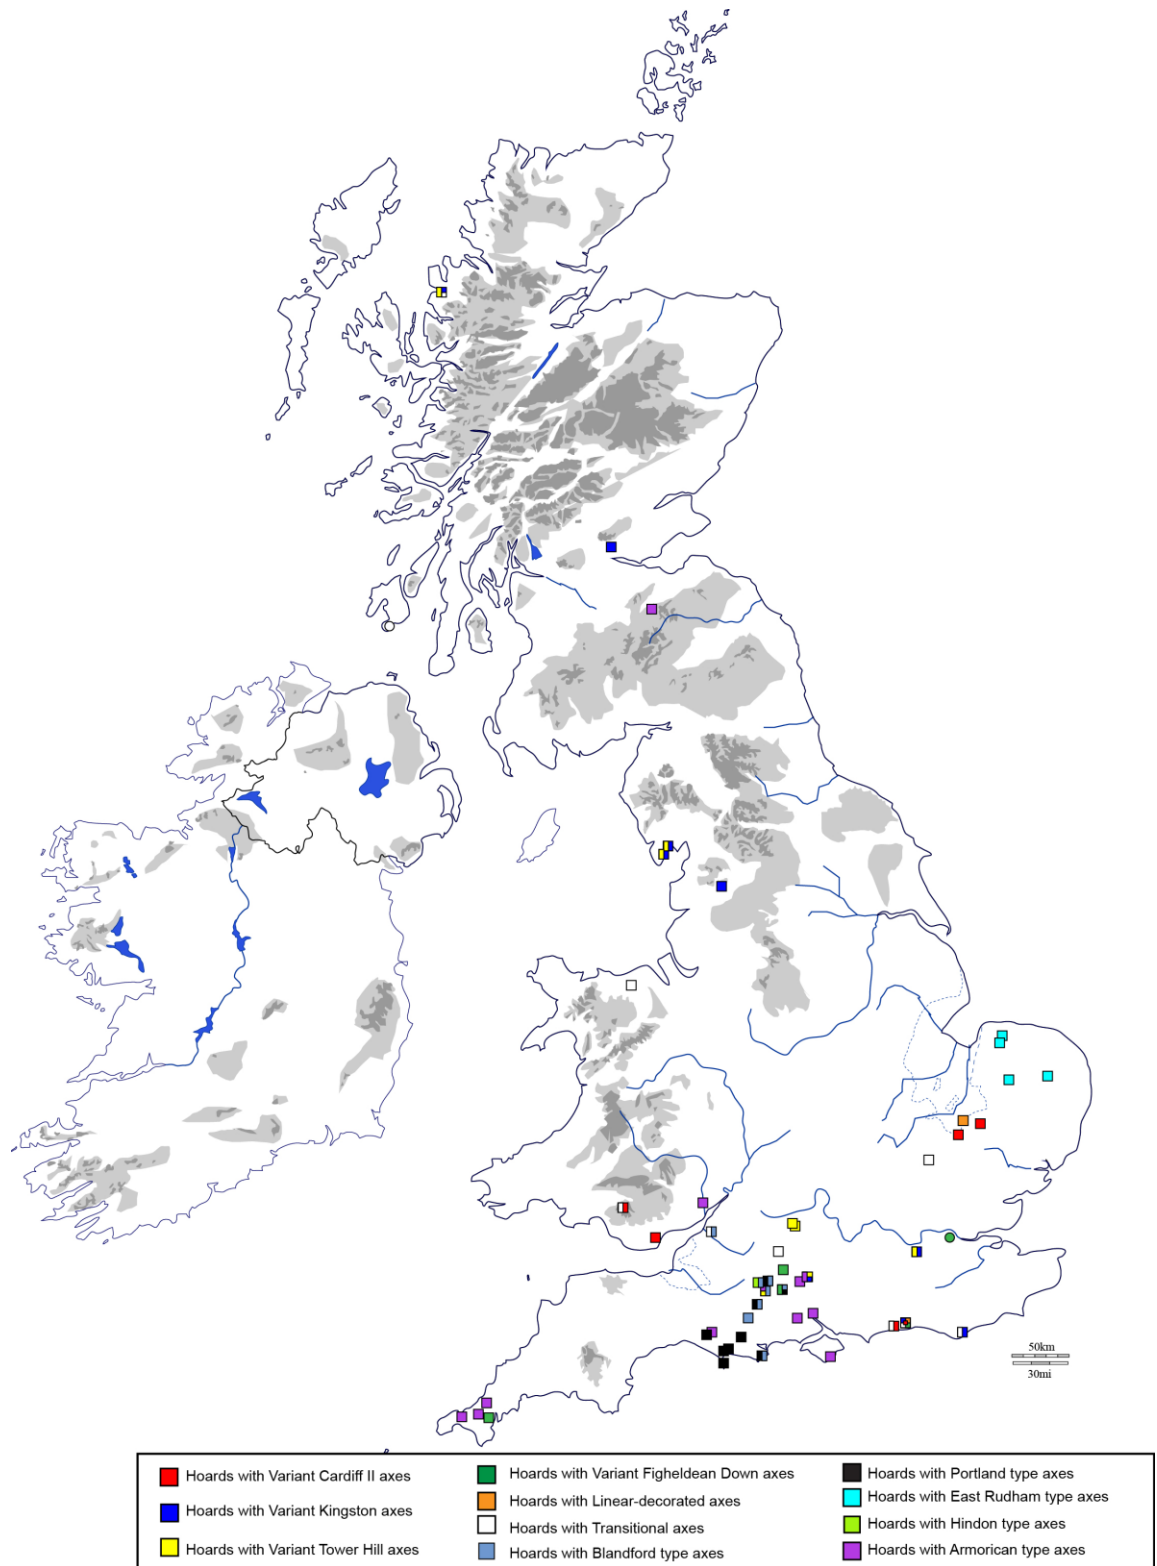 50km
30mi
Hoards with Variant Cardiff II axes
Hoards with Variant Kingston axes
Hoards with Variant Tower Hill axes
Hoards with Variant Figheldean Down axes
Hoards with Linear-decorated axes
Hoards with Transitional axes
Hoards with Blandford type axes
Hoards with Portland type axes
Hoards with East Rudham type axes
Hoards with Hindon type axes
Hoards with Armorican type axes